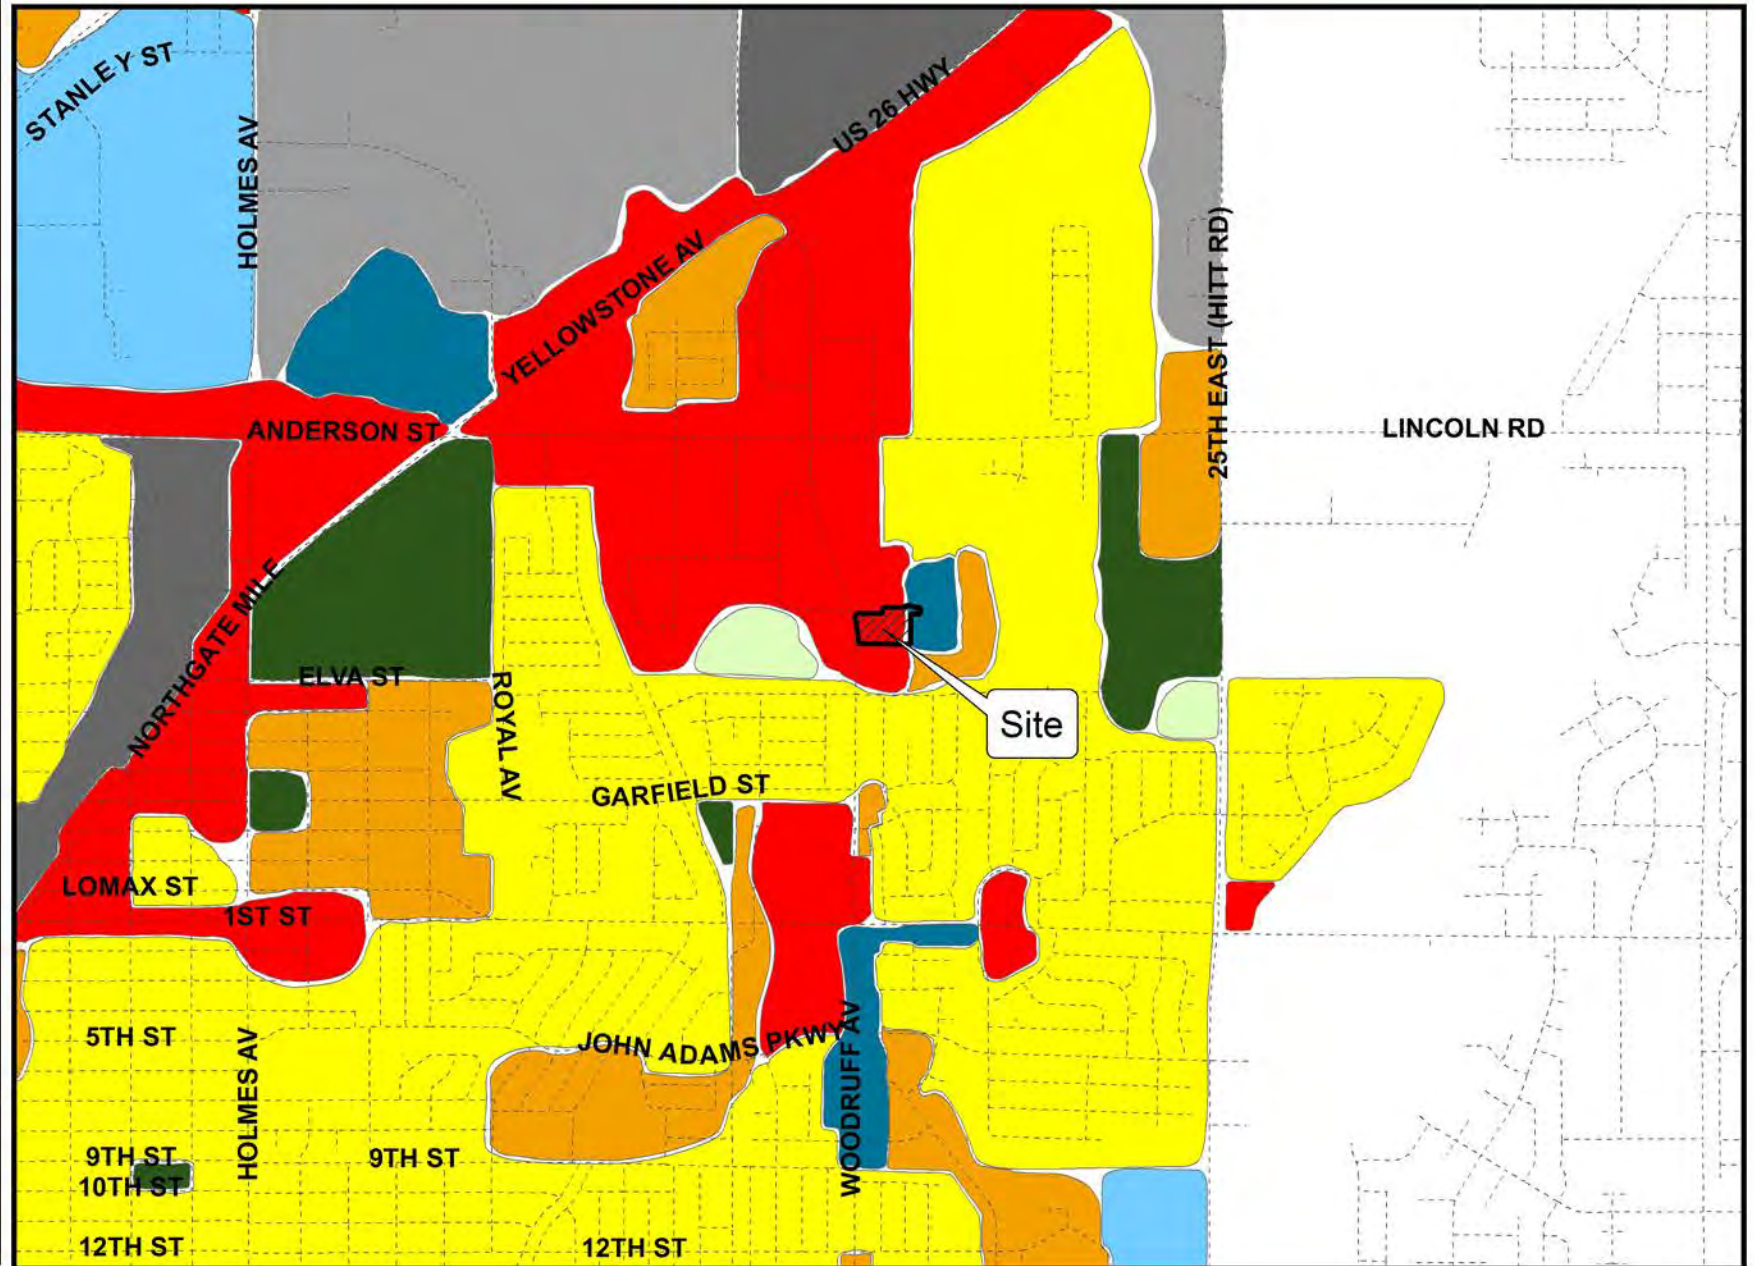 STANLEY ST
US 26 HWY
HOLMES AV
YELLOWSTONE AV
25TH EAST (HITT RD)
ANDERSON ST
LINCOLN RD
NORTHGATE MILE
ELVA ST
ROYAL AV
Site
GARFIELD ST
LOMAX ST
1ST ST
5TH ST
HOLMES AV
JOHN ADAMS PKWY
WOODRUFF AV
9TH ST
9TH ST
10TH ST
12TH ST
12TH ST